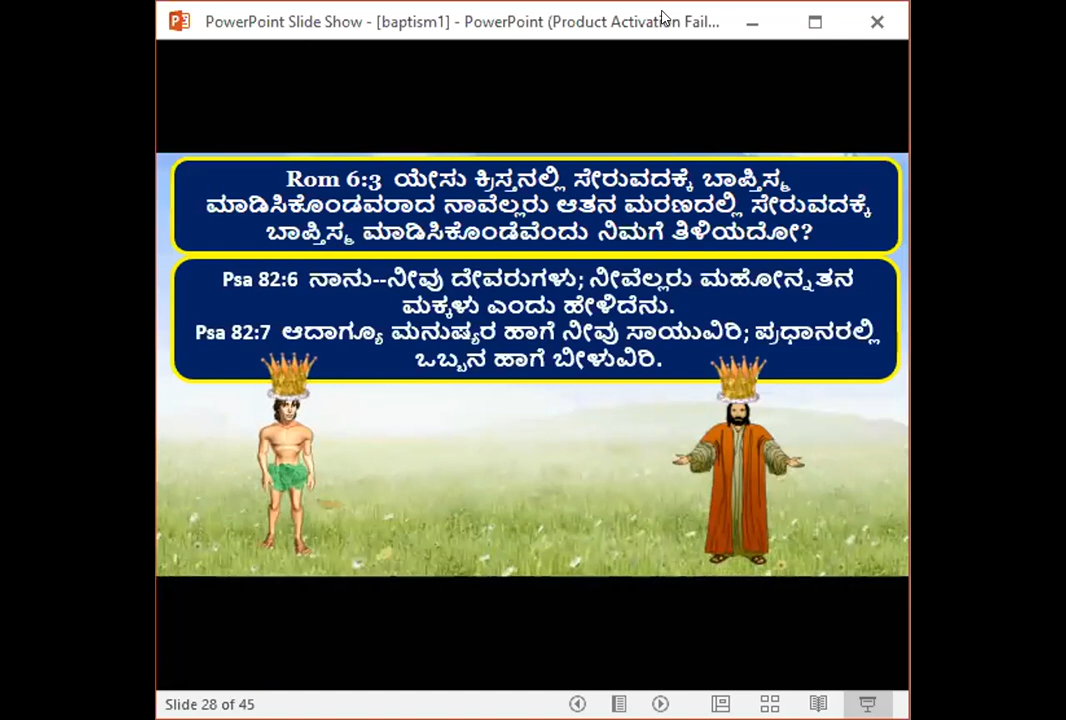 PowerPoint Slide Show - [baptism1] - PowerPoint (Product Activation Fail...
Rom 6:3 ಯೇಸು ಕ್ರಿಸ್ತನಲ್ಲಿ ಸೇರುವದಕ್ಕೆ ಬಾಪ್ತಿಸ್ಮ
ಮಾಡಿಸಿಕೊಂಡವರಾದ ನಾವೆಲ್ಲರು ಆತನ ಮರಣದಲ್ಲಿ ಸೇರುವದಕ್ಕೆ
ಬಾಪ್ತಿಸ್ಮ ಮಾಡಿಸಿಕೊಂಡೆವೆಂದು ನಿಮಗೆ ತಿಳಿಯದೋ?
Psa 82:6 ನಾನು--ನೀವು ದೇವರುಗಳು; ನೀವೆಲ್ಲರು ಮಹೋನ್ನತನ
ಮಕ್ಕಳು ಎಂದು ಹೇಳಿದೆನು.
Psa 82:7 ಆದಾಗ್ಯೂ ಮನುಷ್ಯರ ಹಾಗೆ ನೀವು ಸಾಯುವಿರಿ; ಪ್ರಧಾನರಲ್ಲಿ
ಒಬ್ಬನ ಹಾಗೆ ಬೀಳುವಿರಿ.
Slide 28 of 45